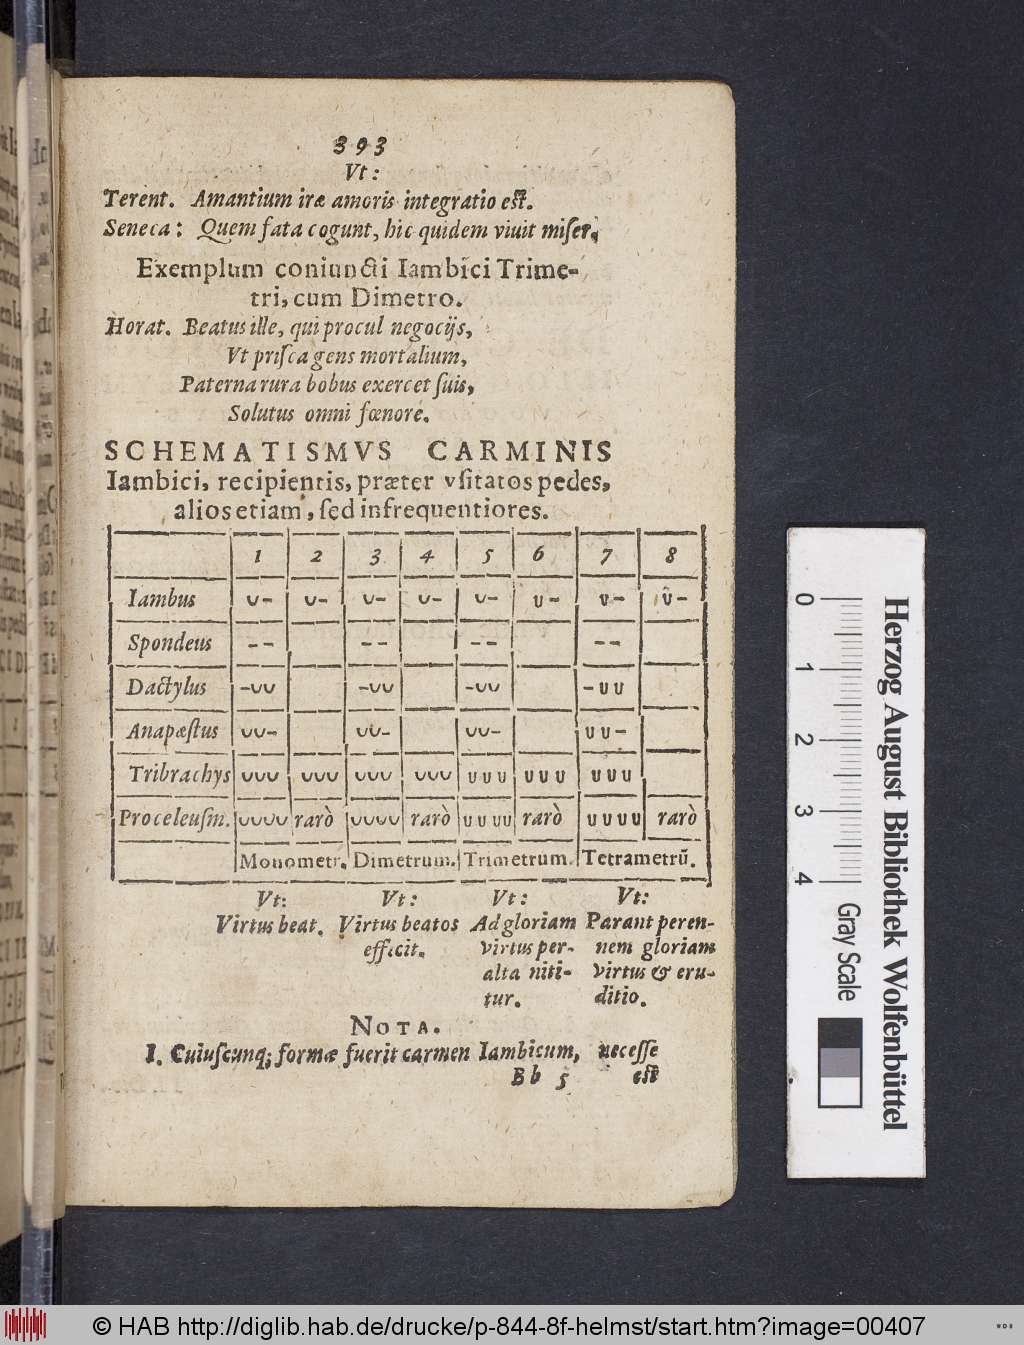 393
Vt:
Terent. Amantium iræ amoris integratio est.
Seneca: Quem fata cogunt, hic quidem viuit miser.
Exemplum coniuncti Iambici Trime-
tri, cum Dimetro.
Horat. Beatus ille, qui procul negocijs,
Vt prisca gens mortalium,
Paterna rura bobus exercet suis,
Solutus omni fœnore.
SCHEMATISMVS CARMINIS
Iambici, recipientis, præter vsitatos pedes,
alios etiam, sed infrequentiores.
1 2 3 4 5 6 7 8
Iambus ∪– ∪– ∪– ∪– ∪– ∪– ∪– ∪–
Spondeus –– –– –– ––
Dactylus –∪∪ –∪∪ –∪∪ –∪∪
Anapæstus ∪∪– ∪∪– ∪∪– ∪∪–
Tribrachys ∪∪∪ ∪∪∪ ∪∪∪ ∪∪∪ ∪∪∪ ∪∪∪ ∪∪∪
Proceleusm. ∪∪∪∪ rarò ∪∪∪∪ rarò ∪∪∪∪ rarò ∪∪∪∪ rarò
Monometr. Dimetrum. Trimetrum. Tetrametrũ.
Vt: Vt: Vt: Vt:
Virtus beat. Virtus beatos Ad gloriam Parant peren-
effecit. virtus per- nem gloriam
alta niti- virtus & eru-
tur. ditio.
NOTA.
I. Cuiuscunq; formæ fuerit carmen Iambicum, necesse
Bb 5 est
0 1 2 3 4
Gray Scale
Herzog August Bibliothek Wolfenbüttel
© HAB http://diglib.hab.de/drucke/p-844-8f-helmst/start.htm?image=00407